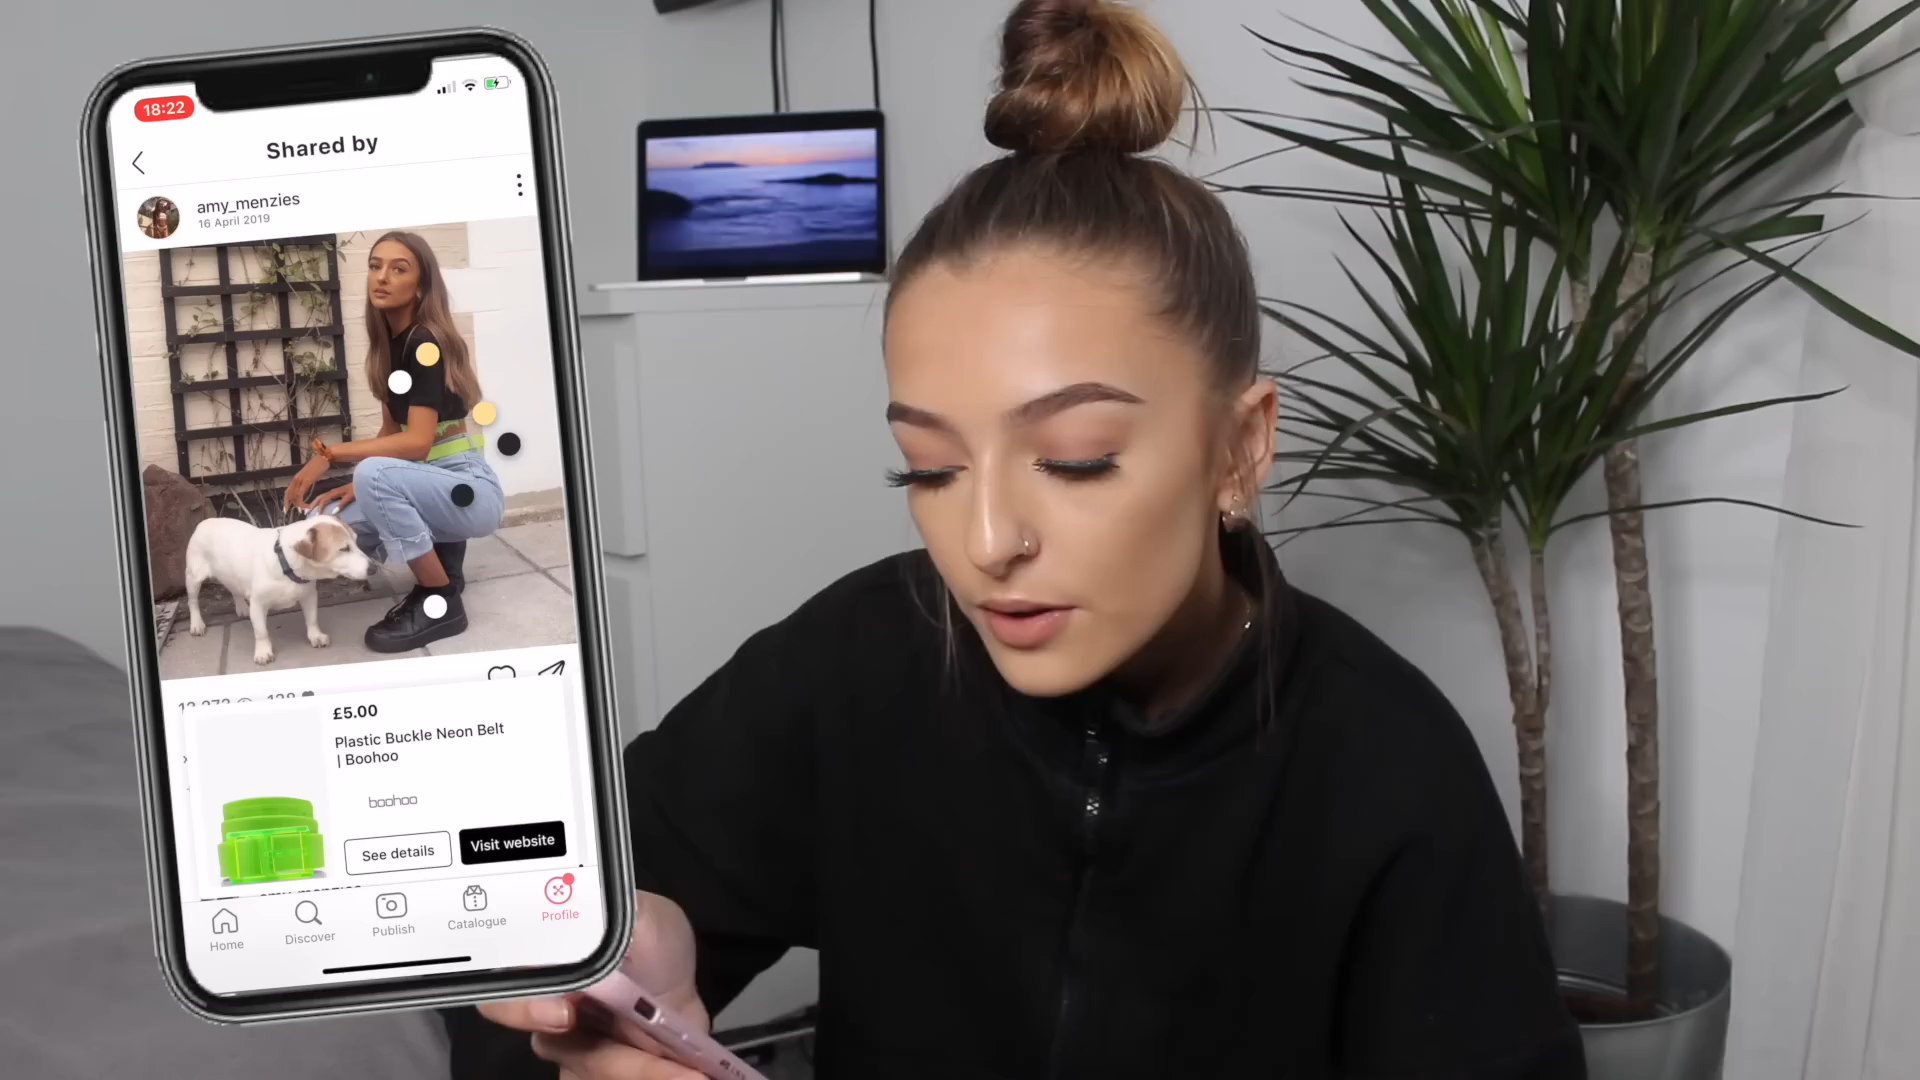 18:22
Shared by
amy_menzies
16 April 2019
£5.00
Plastic Buckle Neon Belt
| Boohoo
boohoo
See details
Visit website
Home
Discover
Publish
Catalogue
Profile